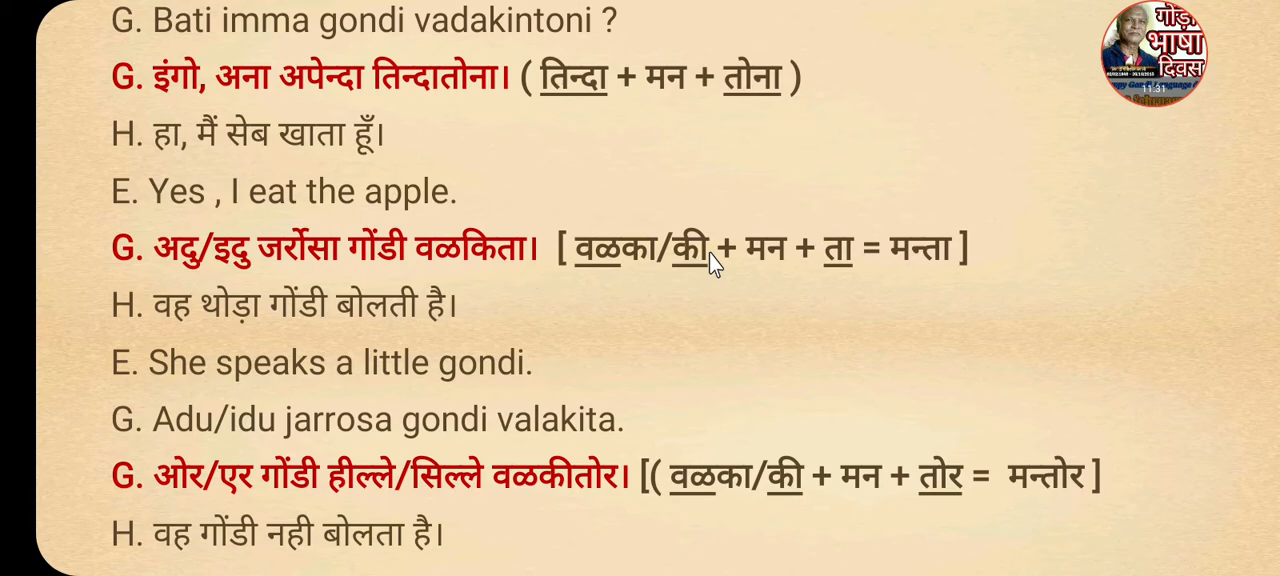 G. Bati imma gondi vadakintoni ?
गोंडी
भाषा
दिवस
11:31
G. इंगो, अना अपेन्दा तिन्दातोना। ( तिन्दा + मन + तोना )
H. हा, मैं सेब खाता हूँ।
E. Yes , I eat the apple.
G. अदु/इदु जर्रोसा गोंडी वळकिता। [ वळका/की + मन + ता = मन्ता ]
H. वह थोड़ा गोंडी बोलती है।
E. She speaks a little gondi.
G. Adu/idu jarrosa gondi valakita.
G. ओर/एर गोंडी हील्ले/सिल्ले वळकीतोर। [( वळका/की + मन + तोर = मन्तोर ]
H. वह गोंडी नही बोलता है।